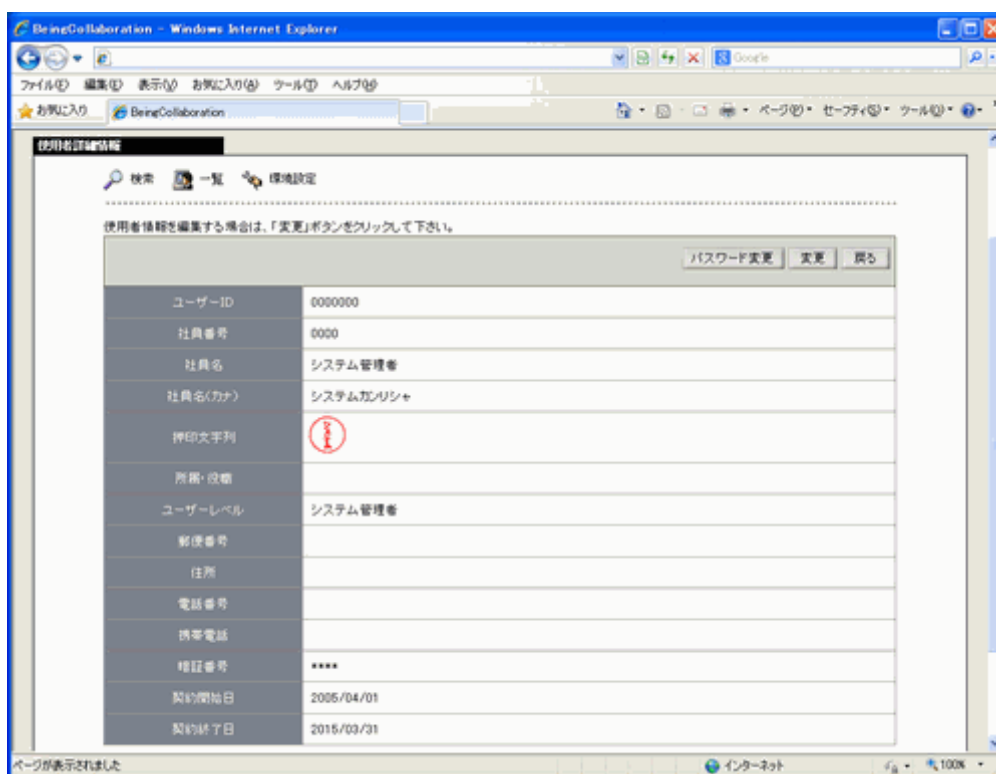 BeingCollaboration - Windows Internet Explorer
Google
ファイル(F) 編集(E) 表示(V) お気に入り(A) ツール(T) ヘルプ(H)
お気に入り BeingCollaboration ページ(P) セーフティ(S) ツール(O)
使用者詳細情報
検索 一覧 環境設定
使用者情報を編集する場合は、「変更」ボタンをクリックして下さい。
パスワード変更 変更 戻る
ユーザーID 0000000
社員番号 0000
社員名 システム管理者
社員名(カナ) システムカンリシャ
押印文字列
所属・役職
ユーザーレベル システム管理者
郵便番号
住所
電話番号
携帯電話
暗証番号 ****
契約開始日 2005/04/01
契約終了日 2015/03/31
ページが表示されました インターネット 100%